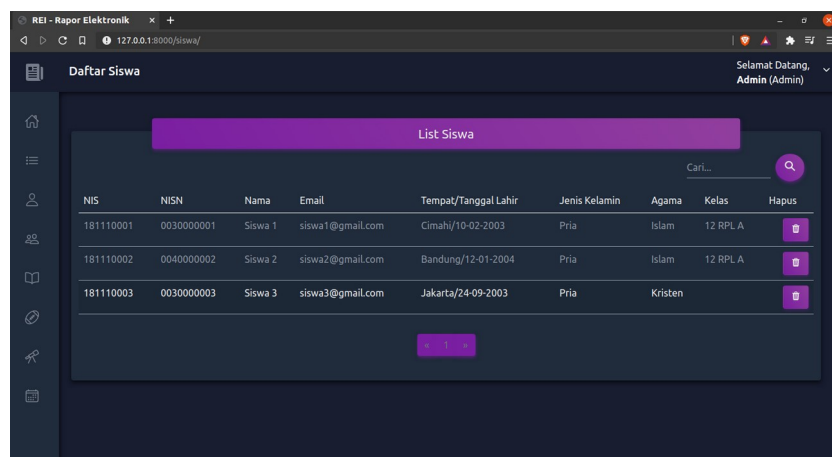 REI - Rapor Elektronik
127.0.0.1:8000/siswa/
Daftar Siswa
Selamat Datang,
Admin (Admin)
List Siswa
Cari...
NIS NISN Nama Email Tempat/Tanggal Lahir Jenis Kelamin Agama Kelas Hapus
181110001 0030000001 Siswa 1 siswa1@gmail.com Cimahi/10-02-2003 Pria Islam 12 RPL A
181110002 0040000002 Siswa 2 siswa2@gmail.com Bandung/12-01-2004 Pria Islam 12 RPL A
181110003 0030000003 Siswa 3 siswa3@gmail.com Jakarta/24-09-2003 Pria Kristen
« 1 »